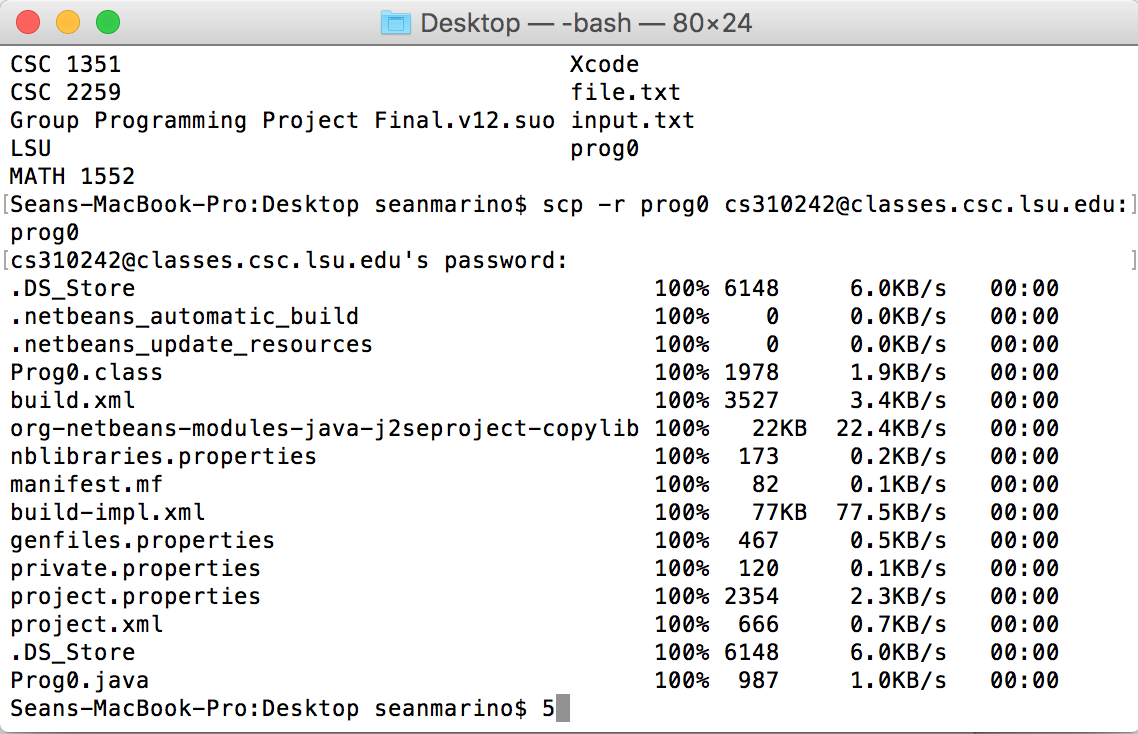 Desktop — -bash — 80×24
CSC 1351 Xcode
CSC 2259 file.txt
Group Programming Project Final.v12.suo input.txt
LSU prog0
MATH 1552
[Seans-MacBook-Pro:Desktop seanmarino$ scp -r prog0 cs310242@classes.csc.lsu.edu:]
prog0
[cs310242@classes.csc.lsu.edu's password: ]
.DS_Store 100% 6148 6.0KB/s 00:00
.netbeans_automatic_build 100% 0 0.0KB/s 00:00
.netbeans_update_resources 100% 0 0.0KB/s 00:00
Prog0.class 100% 1978 1.9KB/s 00:00
build.xml 100% 3527 3.4KB/s 00:00
org-netbeans-modules-java-j2seproject-copylib 100% 22KB 22.4KB/s 00:00
nblibraries.properties 100% 173 0.2KB/s 00:00
manifest.mf 100% 82 0.1KB/s 00:00
build-impl.xml 100% 77KB 77.5KB/s 00:00
genfiles.properties 100% 467 0.5KB/s 00:00
private.properties 100% 120 0.1KB/s 00:00
project.properties 100% 2354 2.3KB/s 00:00
project.xml 100% 666 0.7KB/s 00:00
.DS_Store 100% 6148 6.0KB/s 00:00
Prog0.java 100% 987 1.0KB/s 00:00
Seans-MacBook-Pro:Desktop seanmarino$ 5